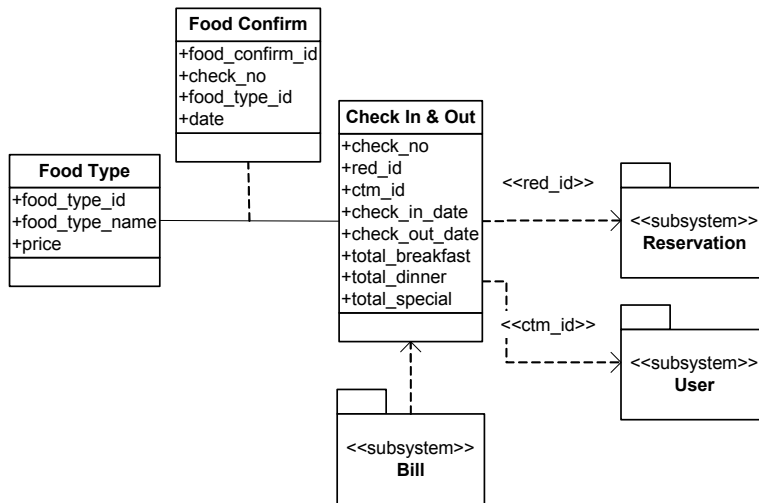 Food Confirm
+food_confirm_id
+check_no
+food_type_id
+date
Food Type
+food_type_id
+food_type_name
+price
Check In & Out
+check_no
+red_id
+ctm_id
+check_in_date
+check_out_date
+total_breakfast
+total_dinner
+total_special
<<red_id>>
<<subsystem>>
Reservation
<<ctm_id>>
<<subsystem>>
User
<<subsystem>>
Bill